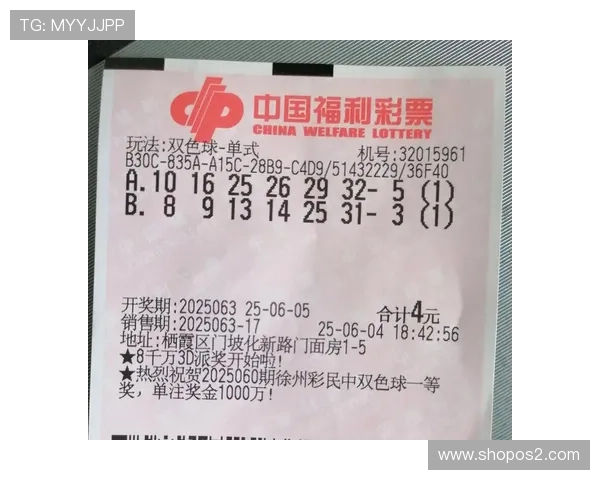 TG: MYYJJPP
中国福利彩票
CHINA WELFARE LOTTERY
玩法:双色球-单式 机号:32015961
B30C-835A-A15C-28B9-C4D9/51432229/36F40
A.10 16 25 26 29 32- 5 (1)
B. 8 9 13 14 25 31- 3 (1)
开奖期:2025063 25-06-05 合计4元
销售期:2025063-17 25-06-04 18:42:56
地址:栖霞区门坡化新路门面房1-5
★8千万3D派奖开始啦!
★热烈祝贺2025060期徐州彩民中双色球一等
奖,单注奖金1000万!
www.shopos2.com